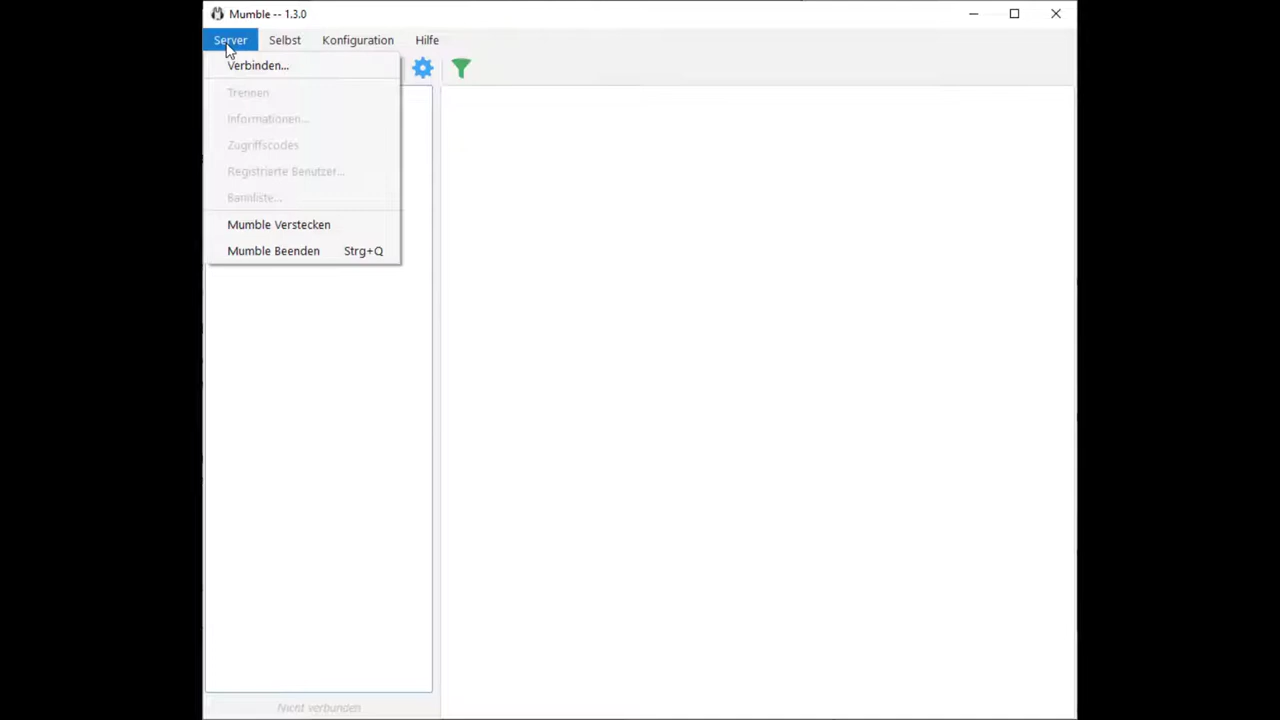 Mumble -- 1.3.0
Server Selbst Konfiguration Hilfe
Verbinden...
Trennen
Informationen...
Zugriffscodes
Registrierte Benutzer...
Bannliste...
Mumble Verstecken
Mumble Beenden Strg+Q
Nicht verbunden